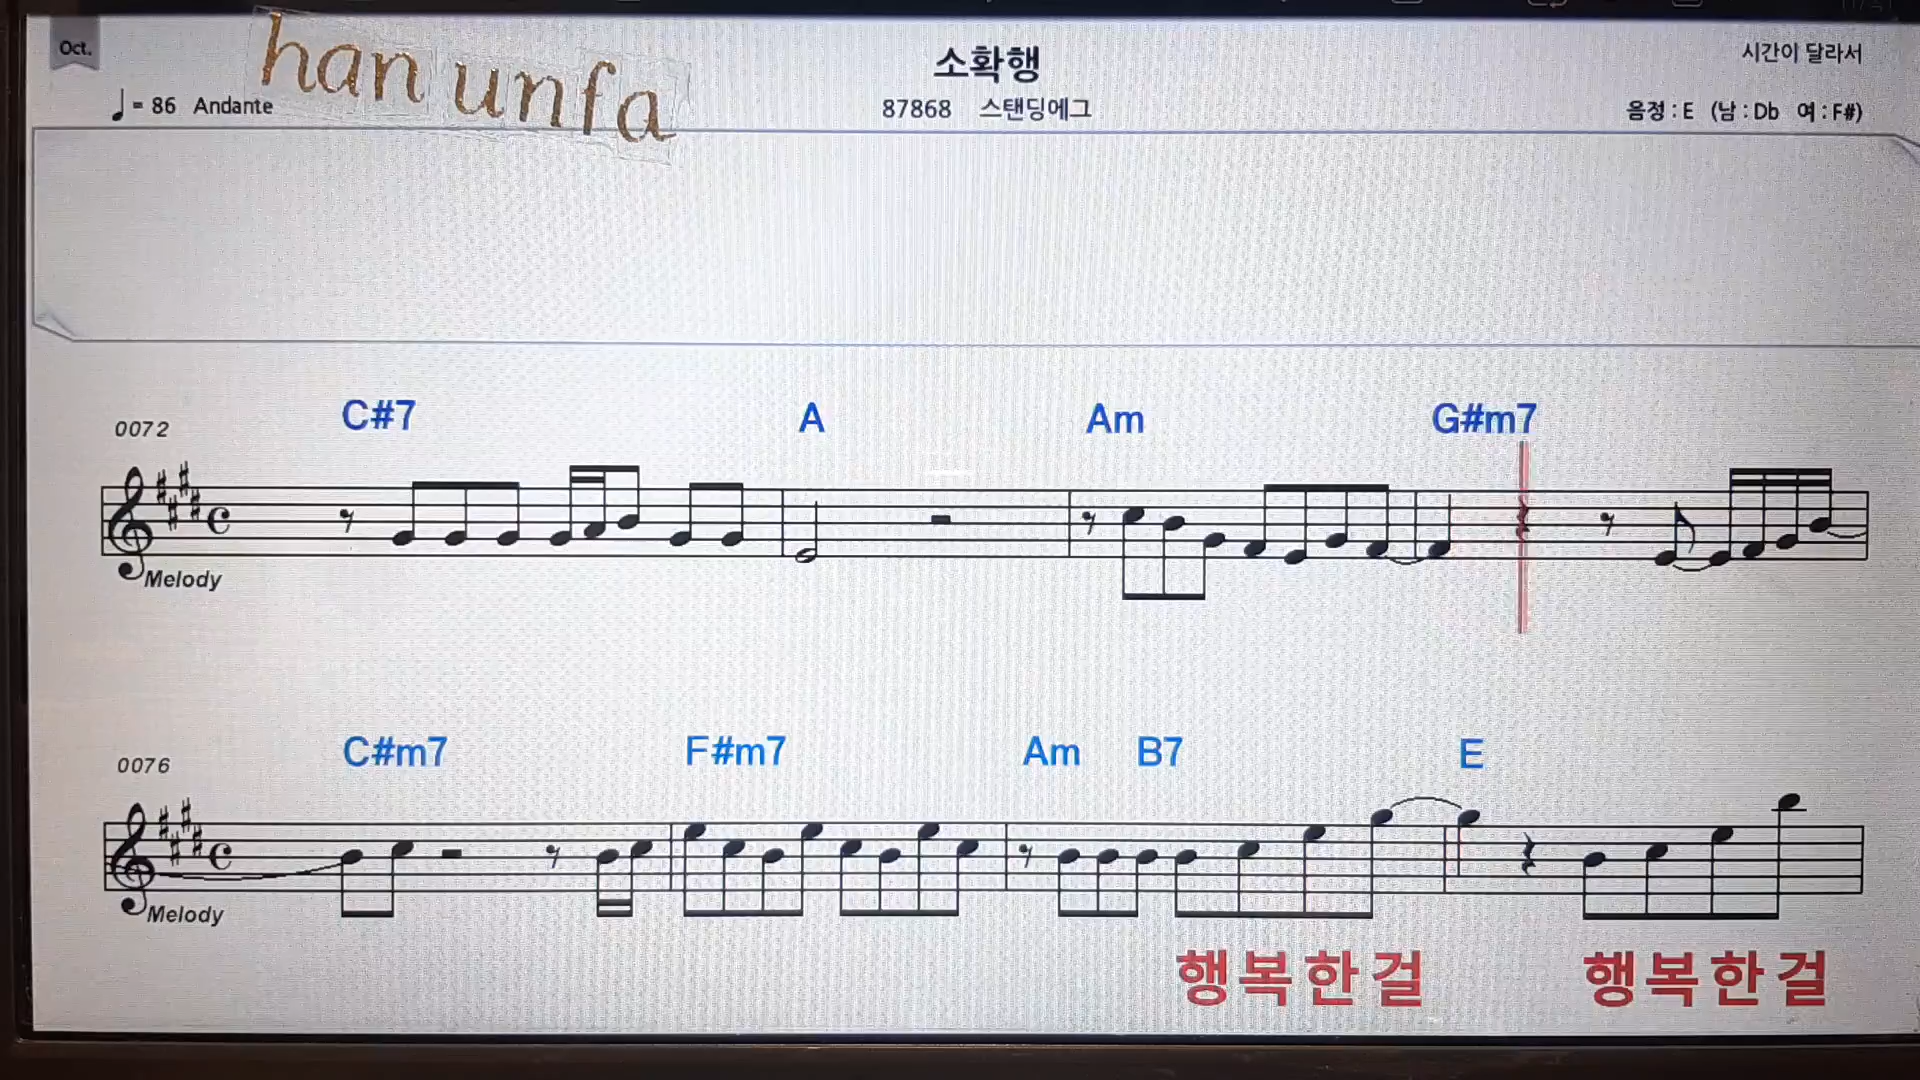 Oct.
han unfa
소확행
시간이 달라서
♩= 86 Andante
87868 스탠딩에그
음정 : E (남 : Db 여 : F#)
C#7 A Am G#m7
0072
Melody
C#m7 F#m7 Am B7 E
0076
Melody
행복한걸 행복한걸